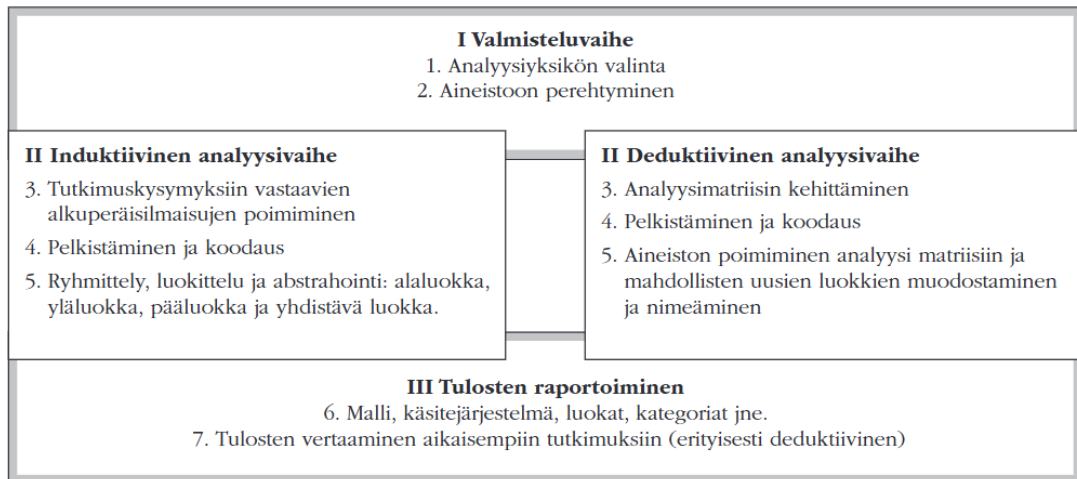 I Valmisteluvaihe
1. Analyysiyksikön valinta
2. Aineistoon perehtyminen
II Induktiivinen analyysivaihe
3. Tutkimuskysymyksiin vastaavien
alkuperäisilmaisujen poimiminen
4. Pelkistäminen ja koodaus
5. Ryhmittely, luokittelu ja abstrahointi: alaluokka,
yläluokka, pääluokka ja yhdistävä luokka.
II Deduktiivinen analyysivaihe
3. Analyysimatriisin kehittäminen
4. Pelkistäminen ja koodaus
5. Aineiston poimiminen analyysi matriisiin ja
mahdollisten uusien luokkien muodostaminen
ja nimeäminen
III Tulosten raportoiminen
6. Malli, käsitejärjestelmä, luokat, kategoriat jne.
7. Tulosten vertaaminen aikaisempiin tutkimuksiin (erityisesti deduktiivinen)